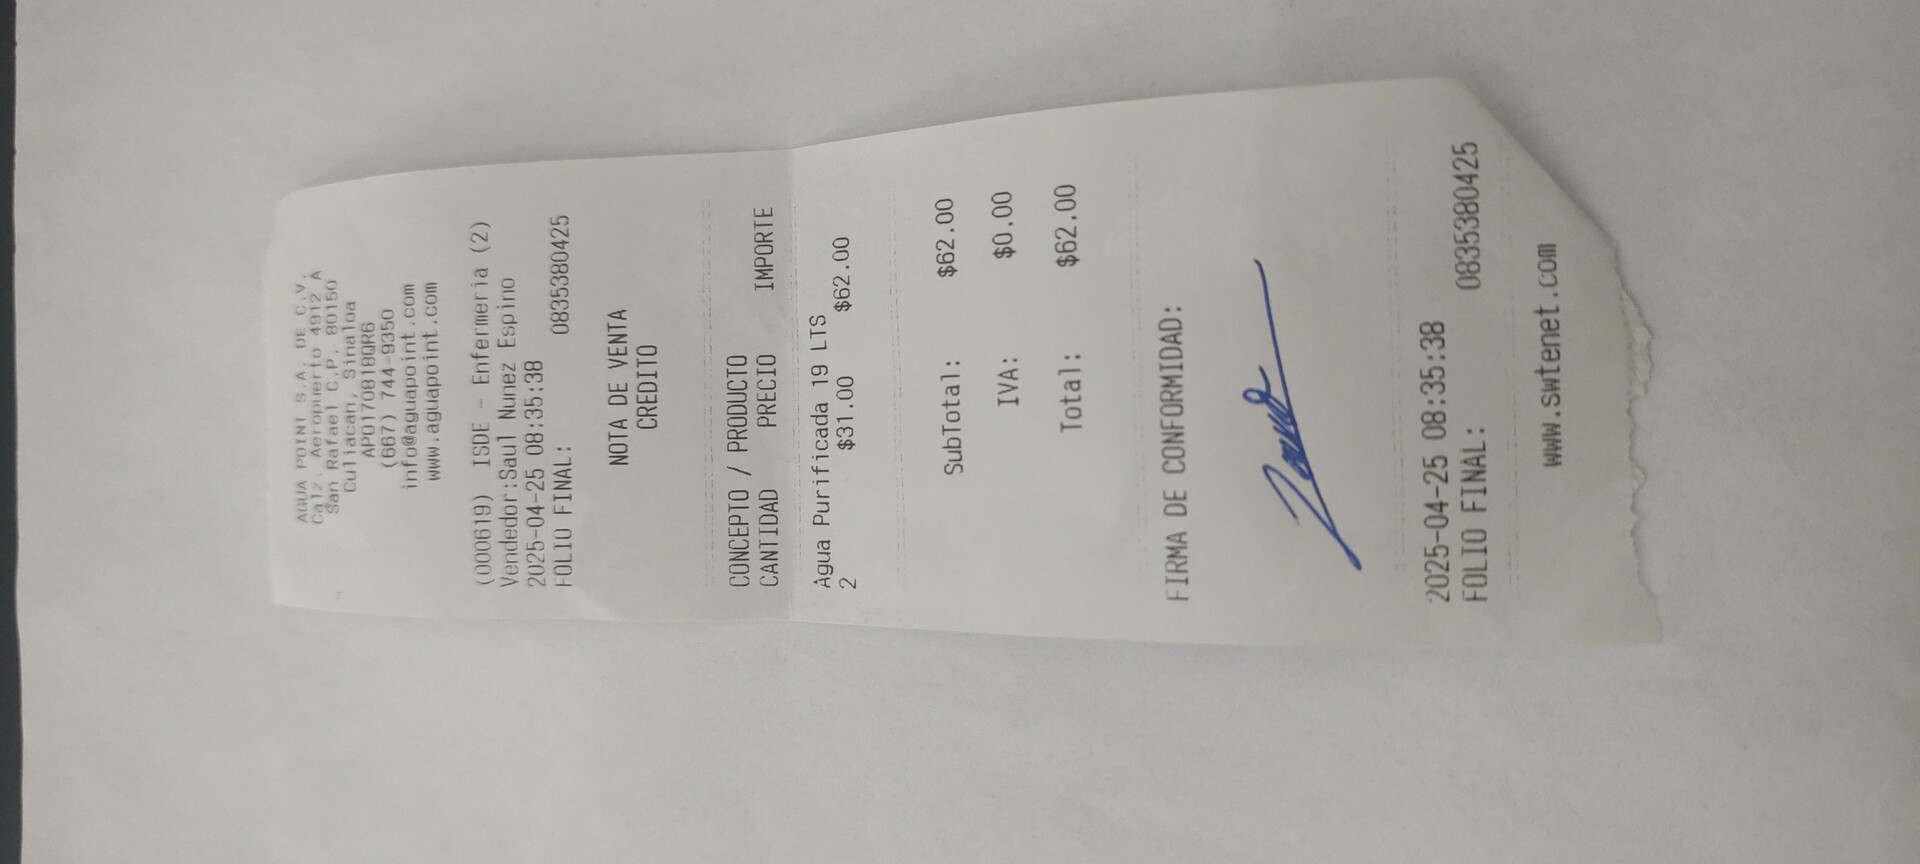 AGUA POINT S.A. DE C.V.
Calz. Aeropuerto 4912 A
San Rafael C.P. 80150
Culiacan, Sinaloa
APO170818QR6
(667) 744-9350
info@aguapoint.com
www.aguapoint.com
(000619) ISDE - Enfermeria (2)
Vendedor:Saul Nunez Espino
2025-04-25 08:35:38
FOLIO FINAL: 0835380425
NOTA DE VENTA
CREDITO
CONCEPTO / PRODUCTO
CANTIDAD PRECIO IMPORTE
Agua Purificada 19 LTS
2 $31.00 $62.00
SubTotal: $62.00
IVA: $0.00
Total: $62.00
FIRMA DE CONFORMIDAD:
2025-04-25 08:35:38
FOLIO FINAL: 0835380425
www.swtenet.com